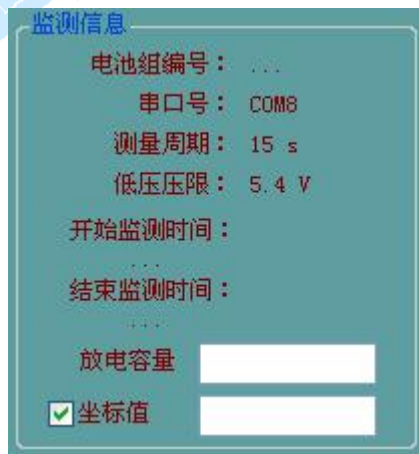 监测信息
电池组编号： ...
串口号： COM8
测量周期： 15 s
低压压限： 5.4 V
开始监测时间：
...
结束监测时间：
...
放电容量
坐标值